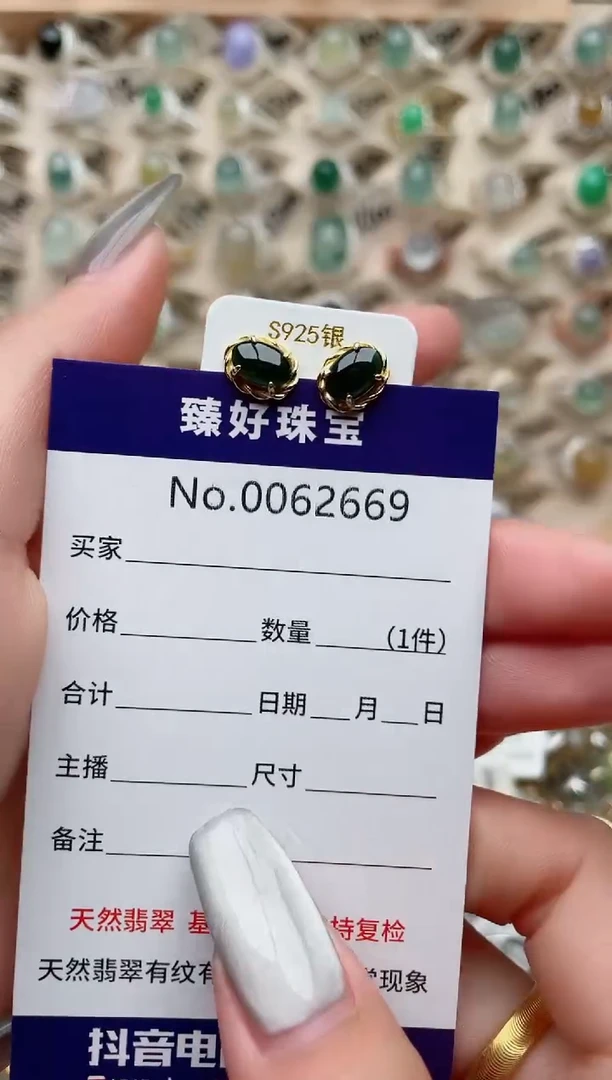 S925银
臻好珠宝
No.0062669
买家
价格 数量 (1件)
合计 日期 月 日
主播 尺寸
备注
天然翡翠 基 持复检
天然翡翠有纹 现象
抖音电